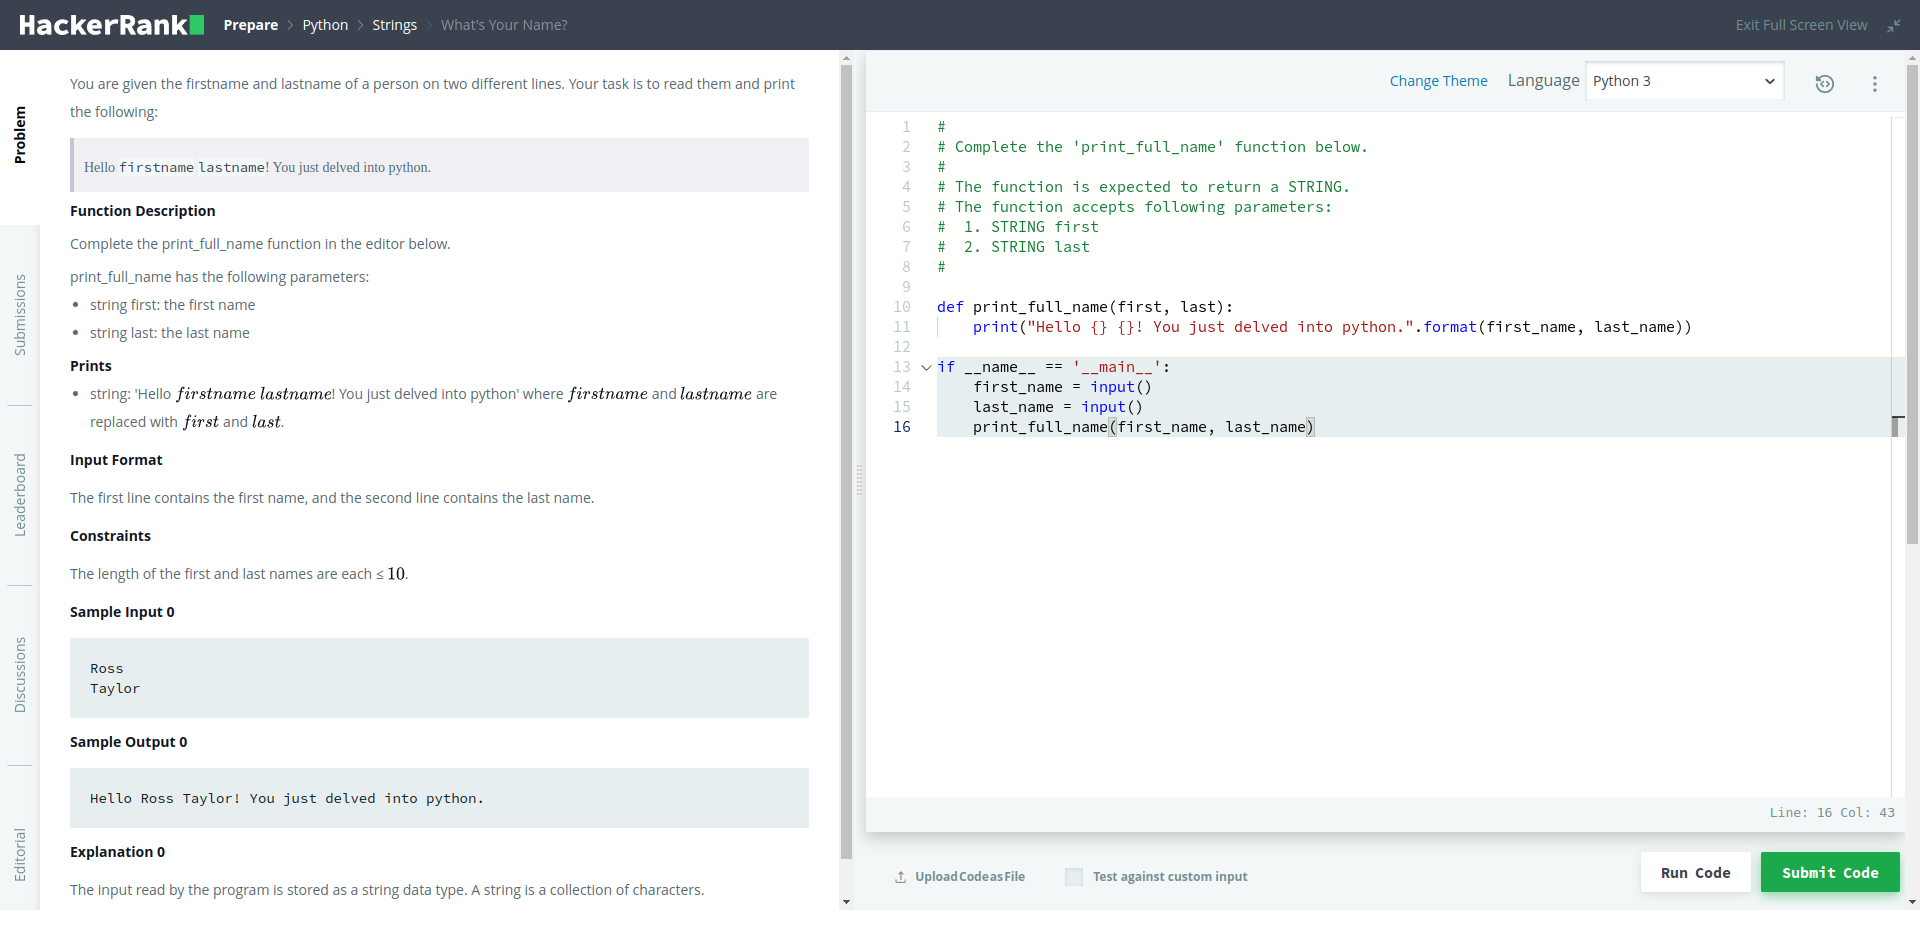 HackerRank Prepare > Python > Strings > What's Your Name? Exit Full Screen View
Problem
Submissions
Leaderboard
Discussions
Editorial
You are given the firstname and lastname of a person on two different lines. Your task is to read them and print
the following:
Hello firstname lastname! You just delved into python.
Function Description
Complete the print_full_name function in the editor below.
print_full_name has the following parameters:
• string first: the first name
• string last: the last name
Prints
• string: 'Hello firstname lastname! You just delved into python' where firstname and lastname are
replaced with first and last.
Input Format
The first line contains the first name, and the second line contains the last name.
Constraints
The length of the first and last names are each ≤ 10.
Sample Input 0
Ross
Taylor
Sample Output 0
Hello Ross Taylor! You just delved into python.
Explanation 0
The input read by the program is stored as a string data type. A string is a collection of characters.
Change Theme Language Python 3
1 #
2 # Complete the 'print_full_name' function below.
3 #
4 # The function is expected to return a STRING.
5 # The function accepts following parameters:
6 #  1. STRING first
7 #  2. STRING last
8 #
9
10 def print_full_name(first, last):
11     print("Hello {} {}! You just delved into python.".format(first_name, last_name))
12
13 if __name__ == '__main__':
14     first_name = input()
15     last_name = input()
16     print_full_name(first_name, last_name)
Line: 16 Col: 43
Upload Code as File Test against custom input Run Code Submit Code